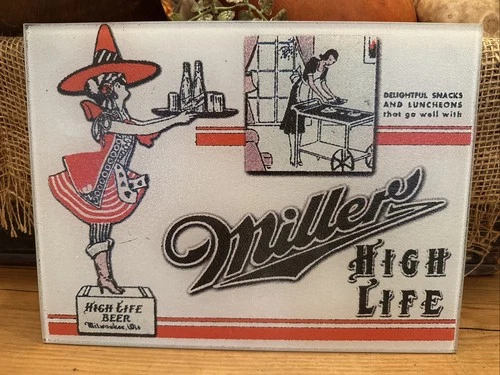 DELIGHTFUL SNACKS
AND LUNCHEONS
that go well with
Miller
HIGH
LIFE
HIGH LIFE
BEER
Milwaukee, Wis